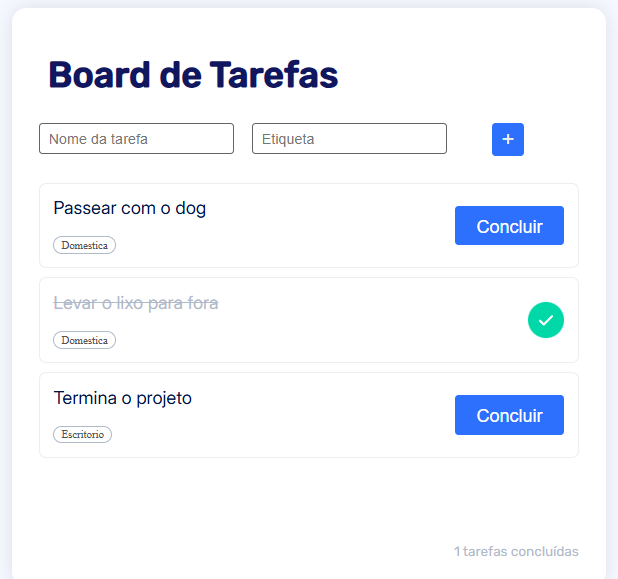 Board de Tarefas
Nome da tarefa
Etiqueta
+
Passear com o dog
Concluir
Domestica
Levar o lixo para fora
Domestica
Termina o projeto
Concluir
Escritorio
1 tarefas concluídas